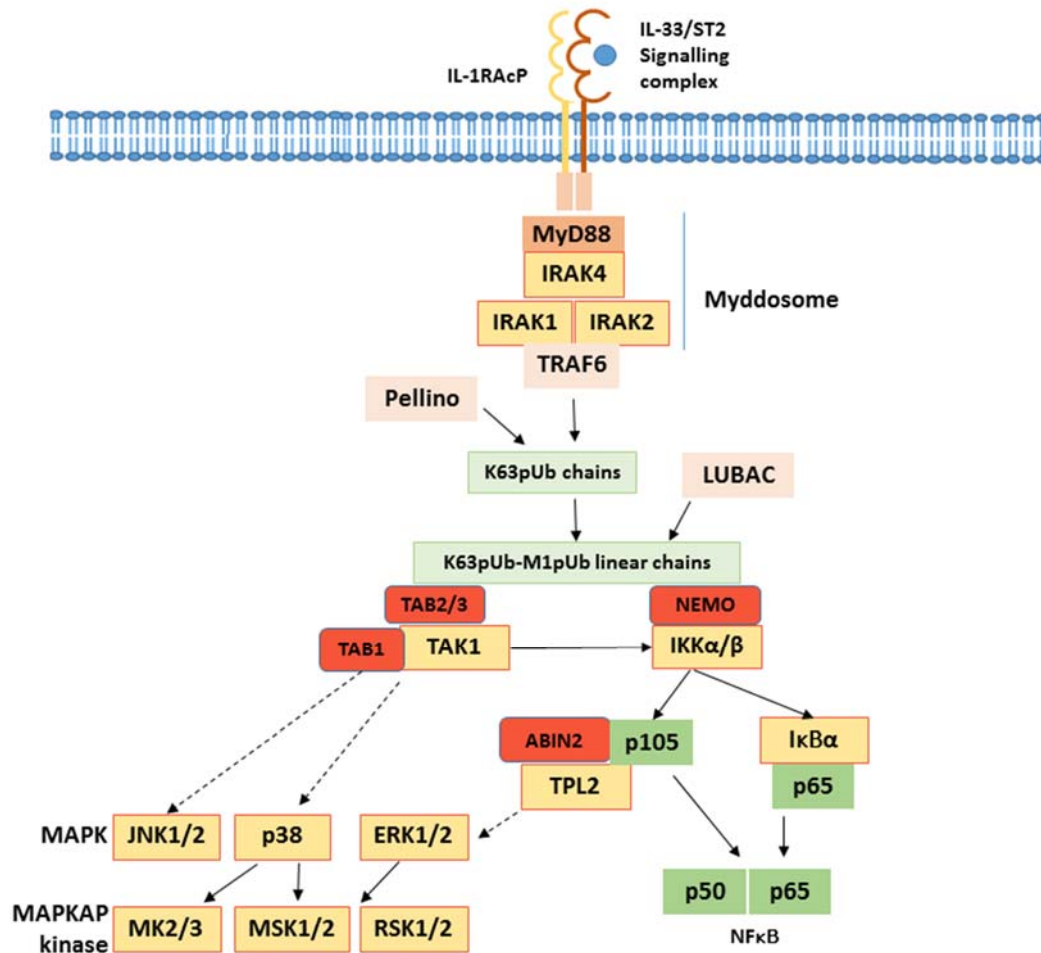 IL-33/ST2
Signalling
complex
IL-1RAcP
MyD88
IRAK4
IRAK1
IRAK2
Myddosome
TRAF6
Pellino
K63pUb chains
LUBAC
K63pUb-M1pUb linear chains
TAB2/3
NEMO
TAB1
TAK1
IKKα/β
ABIN2
p105
IκBα
TPL2
p65
MAPK
JNK1/2
p38
ERK1/2
p50
p65
MAPKAP
kinase
MK2/3
MSK1/2
RSK1/2
NFκB